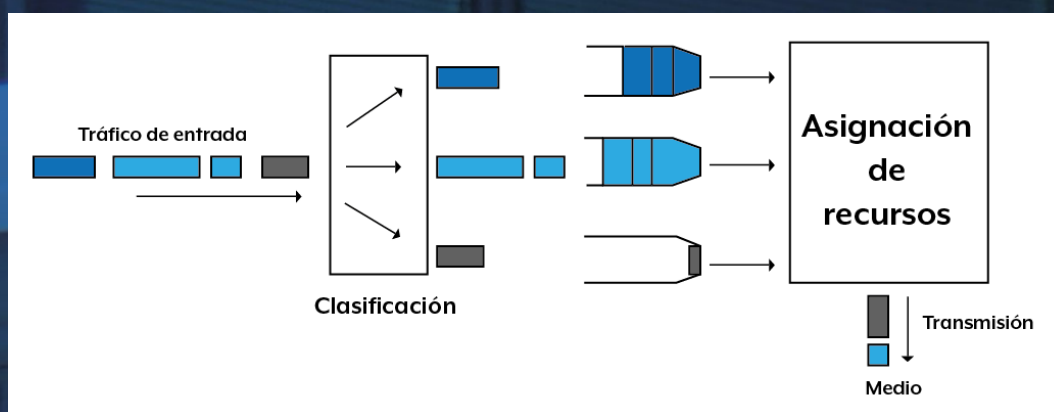 Tráfico de entrada
Clasificación
Asignación
de
recursos
Transmisión
Medio